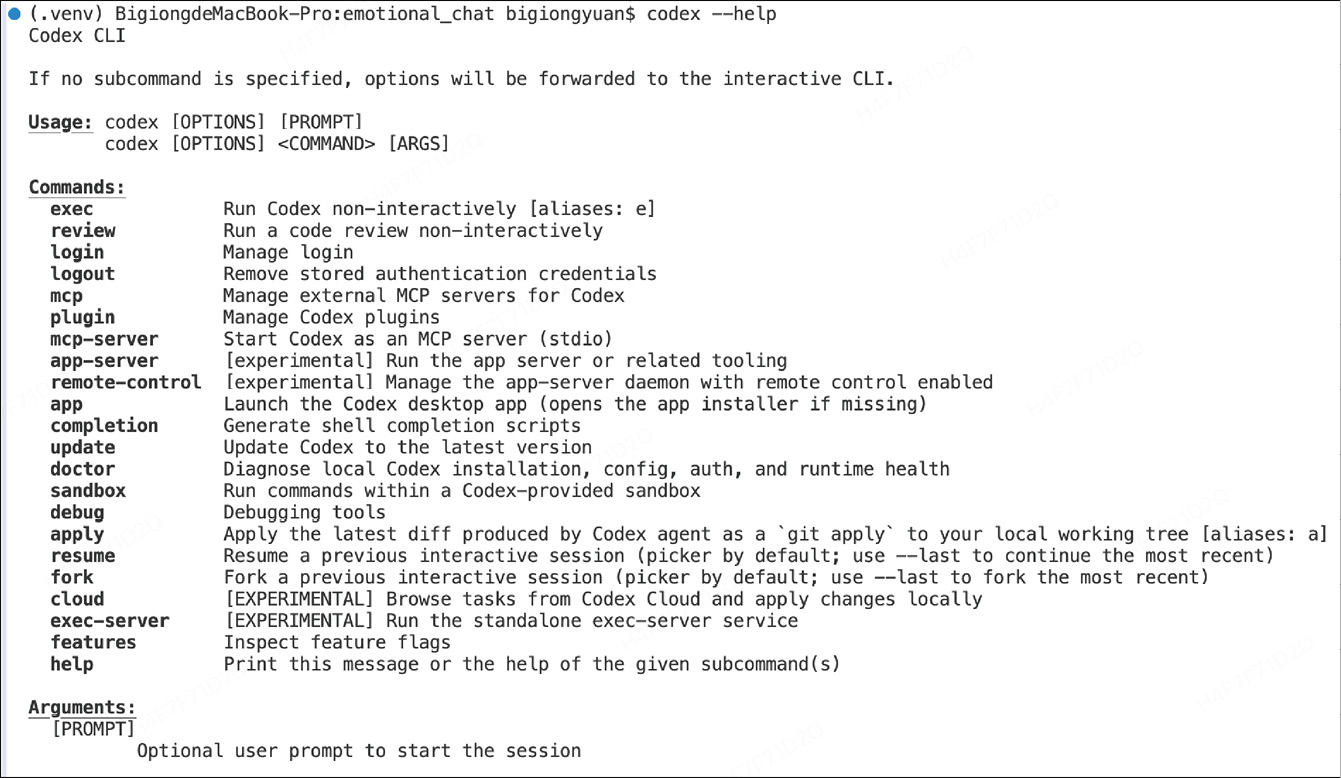 (.venv) BigiongdeMacBook-Pro:emotional_chat bigiongyuan$ codex --help
Codex CLI
If no subcommand is specified, options will be forwarded to the interactive CLI.
Usage: codex [OPTIONS] [PROMPT]
       codex [OPTIONS] <COMMAND> [ARGS]
Commands:
  exec            Run Codex non-interactively [aliases: e]
  review          Run a code review non-interactively
  login           Manage login
  logout          Remove stored authentication credentials
  mcp             Manage external MCP servers for Codex
  plugin          Manage Codex plugins
  mcp-server      Start Codex as an MCP server (stdio)
  app-server      [experimental] Run the app server or related tooling
  remote-control  [experimental] Manage the app-server daemon with remote control enabled
  app             Launch the Codex desktop app (opens the app installer if missing)
  completion      Generate shell completion scripts
  update          Update Codex to the latest version
  doctor          Diagnose local Codex installation, config, auth, and runtime health
  sandbox         Run commands within a Codex-provided sandbox
  debug           Debugging tools
  apply           Apply the latest diff produced by Codex agent as a `git apply` to your local working tree [aliases: a]
  resume          Resume a previous interactive session (picker by default; use --last to continue the most recent)
  fork            Fork a previous interactive session (picker by default; use --last to fork the most recent)
  cloud           [EXPERIMENTAL] Browse tasks from Codex Cloud and apply changes locally
  exec-server     [EXPERIMENTAL] Run the standalone exec-server service
  features        Inspect feature flags
  help            Print this message or the help of the given subcommand(s)
Arguments:
  [PROMPT]
          Optional user prompt to start the session